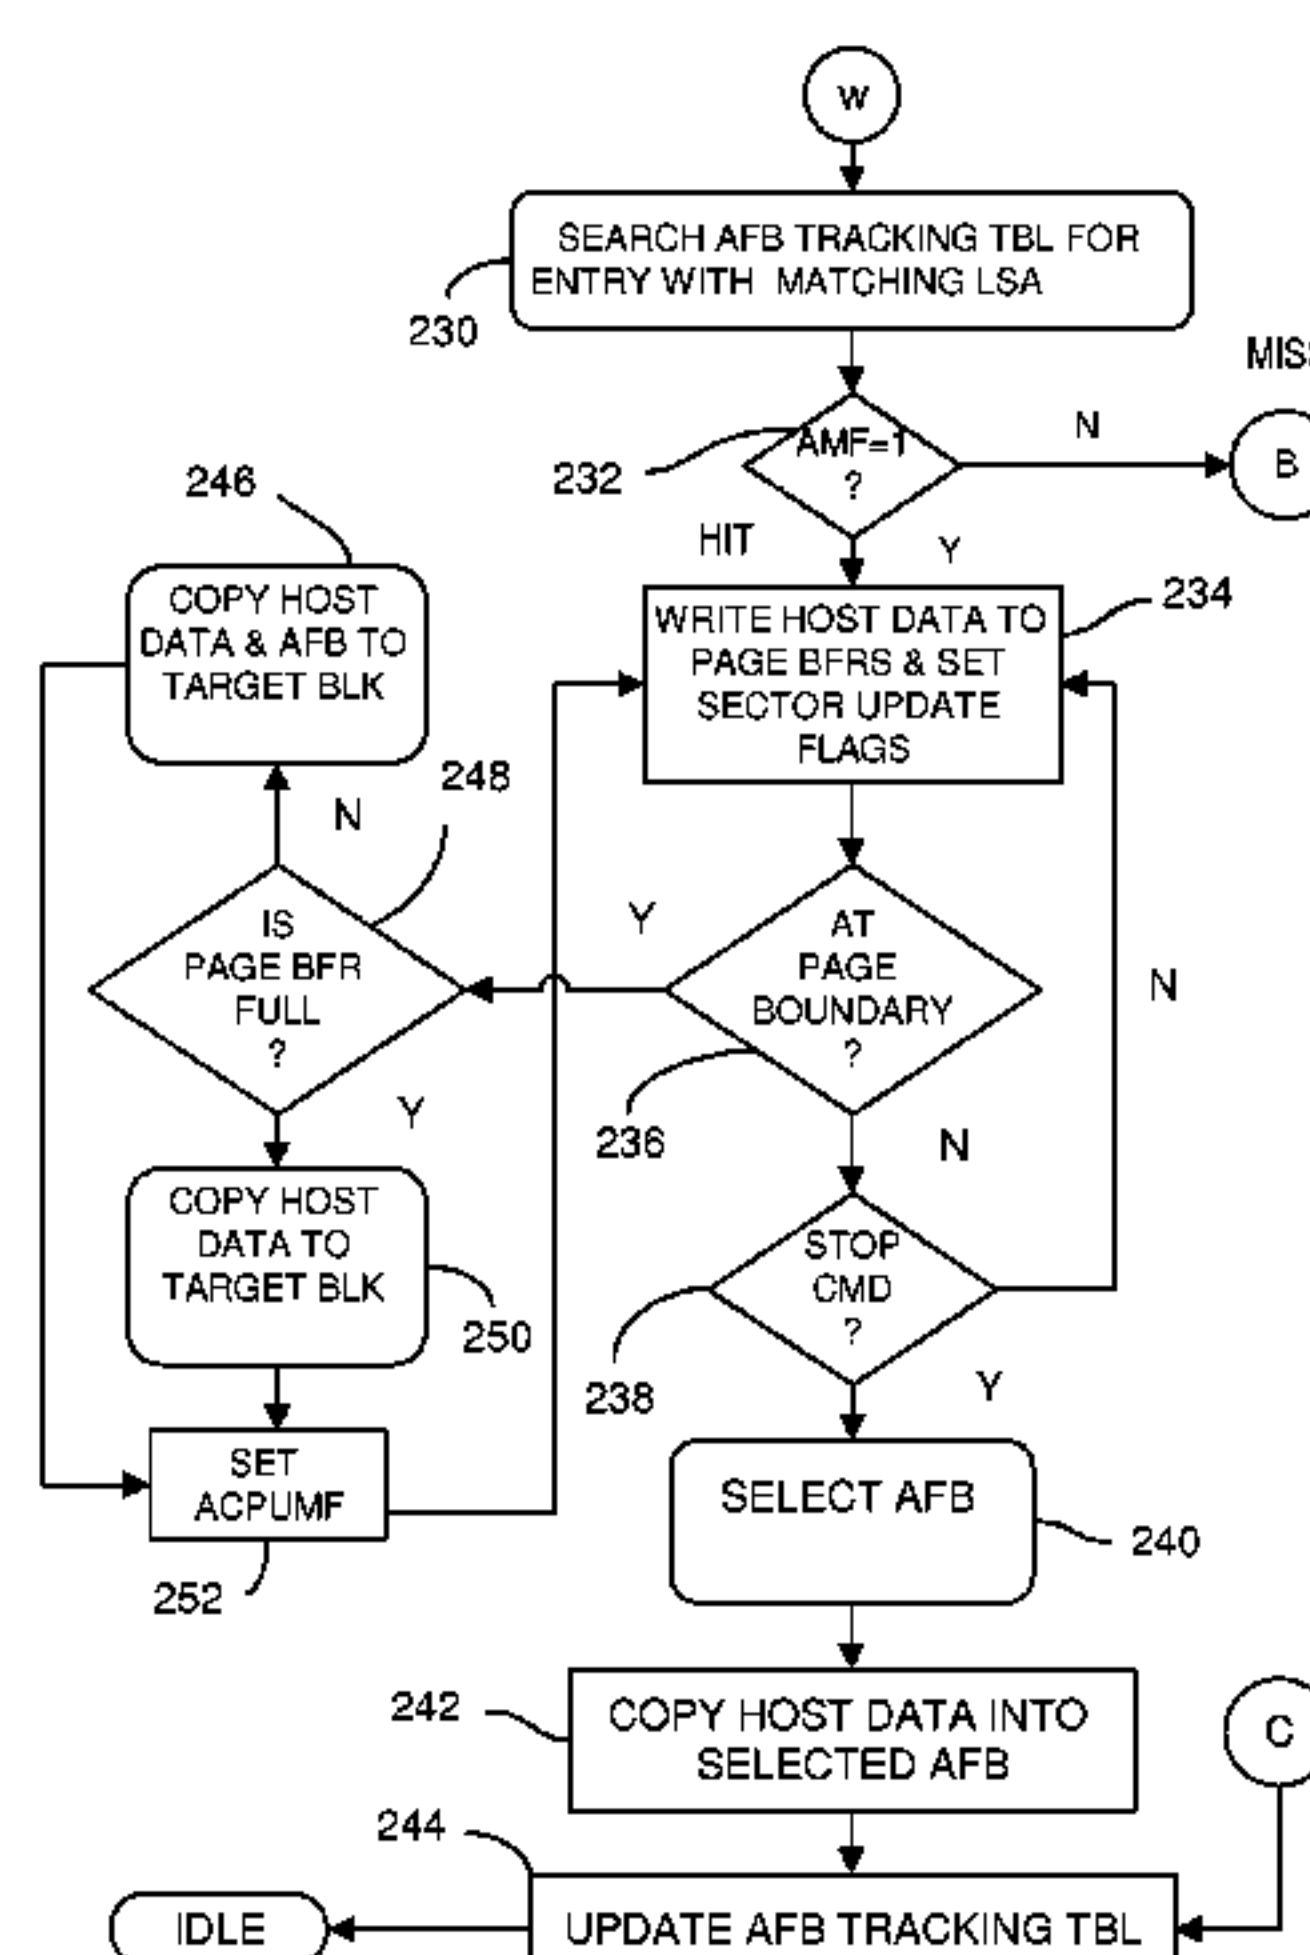 w
SEARCH AFB TRACKING TBL FOR
ENTRY WITH MATCHING LSA
230
AMF=1
?
232
N
B
HIT
Y
WRITE HOST DATA TO
PAGE BFRS & SET
SECTOR UPDATE
FLAGS
234
246
COPY HOST
DATA & AFB TO
TARGET BLK
N
248
IS
PAGE BFR
FULL
?
Y
AT
PAGE
BOUNDARY
?
N
236
N
Y
COPY HOST
DATA TO
TARGET BLK
250
STOP
CMD
?
238
Y
SET
ACPUMF
252
SELECT AFB
240
242
COPY HOST DATA INTO
SELECTED AFB
C
244
IDLE
UPDATE AFB TRACKING TBL